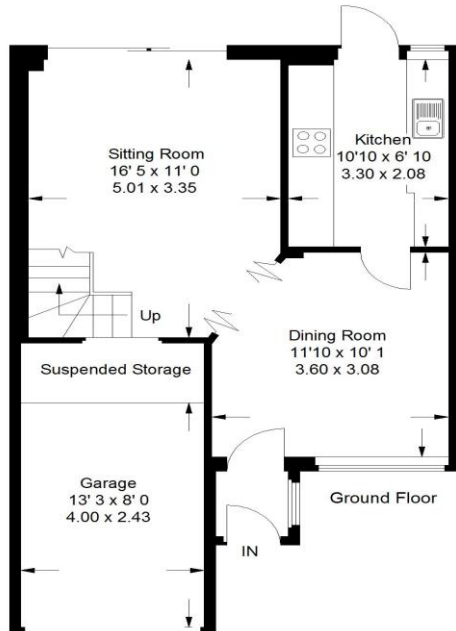 Sitting Room
16' 5 x 11' 0
5.01 x 3.35
Kitchen
10'10 x 6' 10
3.30 x 2.08
Up
Dining Room
11'10 x 10' 1
3.60 x 3.08
Suspended Storage
Garage
13' 3 x 8' 0
4.00 x 2.43
Ground Floor
IN